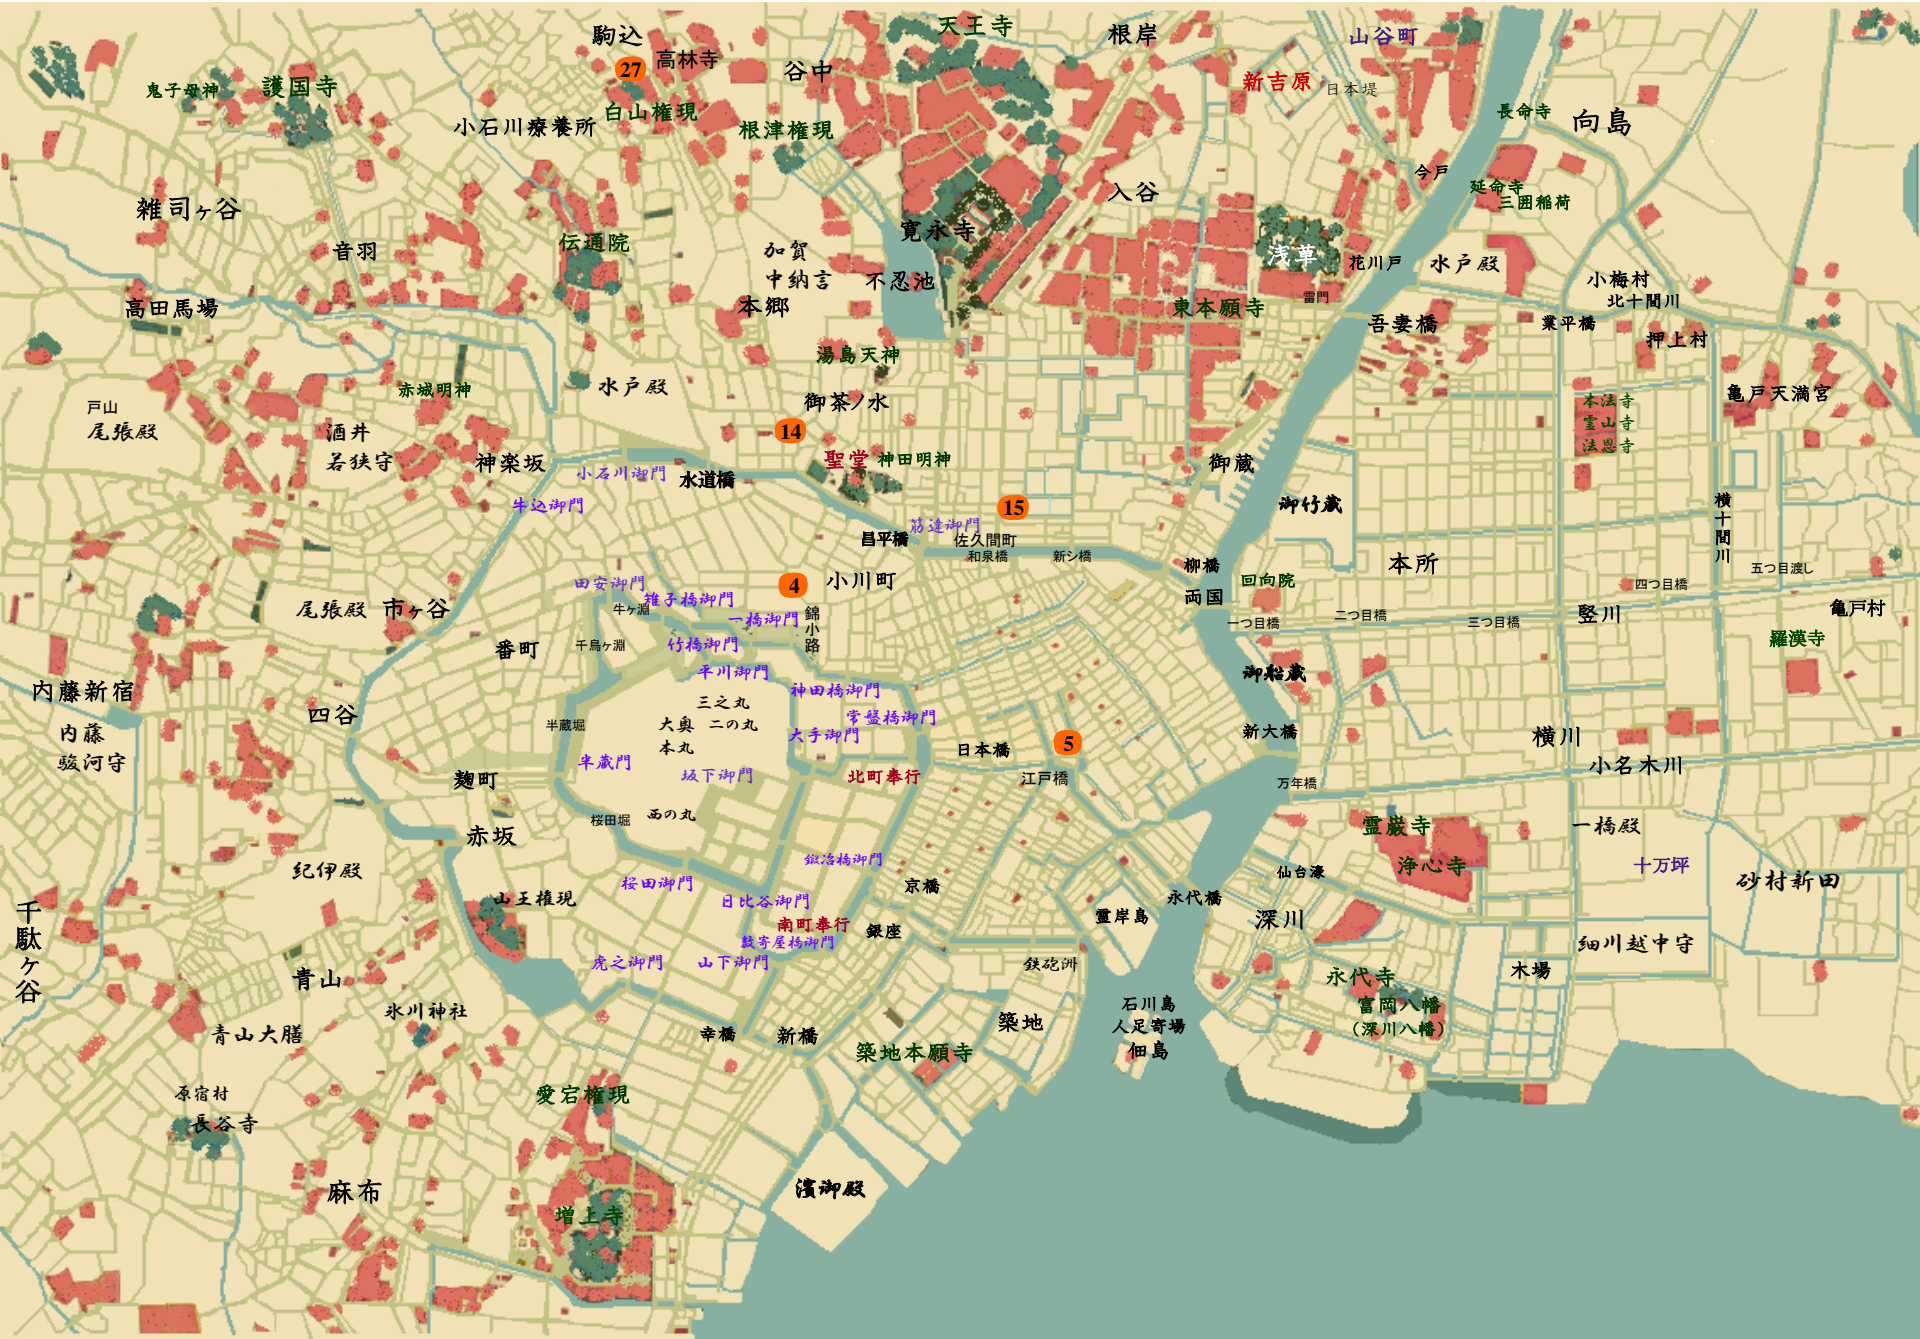 天王寺
駒込
根岸
山谷町
27
高林寺
谷中
新吉原
日本堤
鬼子母神
護国寺
白山権現
長命寺
向島
小石川療養所
根津権現
今戸
延命寺
三囲稲荷
雑司ヶ谷
入谷
寛永寺
伝通院
音羽
加賀
中納言
浅草
花川戸
水戸殿
不忍池
小梅村
北十間川
高田馬場
本郷
東本願寺
雷門
吾妻橋
業平橋
押上村
湯島天神
赤城明神
水戸殿
亀戸天満宮
戸山
尾張殿
御茶ノ水
本法寺
霊山寺
法恩寺
酒井
若狭守
14
神楽坂
聖堂
神田明神
御蔵
小石川御門
水道橋
牛込御門
15
御竹蔵
横十間川
筋違御門
昌平橋
佐久間町
和泉橋
新シ橋
柳橋
本所
五つ目渡し
田安御門
4
小川町
回向院
四つ目橋
雉子橋御門
両国
尾張殿
市ヶ谷
牛ヶ淵
一橋御門
錦小路
一つ目橋
二つ目橋
三つ目橋
竪川
亀戸村
番町
千鳥ヶ淵
竹橋御門
羅漢寺
平川御門
御船蔵
内藤新宿
神田橋御門
四谷
三之丸
大奥
二の丸
常盤橋御門
半蔵堀
大手御門
新大橋
内藤
駿河守
本丸
日本橋
5
横川
半蔵門
坂下御門
北町奉行
江戸橋
小名木川
麹町
万年橋
桜田堀
西の丸
赤坂
霊巌寺
一橋殿
紀伊殿
鍛冶橋御門
浄心寺
十万坪
桜田御門
京橋
仙台濠
砂村新田
山王権現
日比谷御門
永代橋
千駄ヶ谷
南町奉行
銀座
霊岸島
深川
数寄屋橋御門
細川越中守
虎之御門
山下御門
鉄砲洲
木場
青山
永代寺
氷川神社
石川島
人足寄場
佃島
富岡八幡
(深川八幡)
青山大膳
幸橋
新橋
築地
築地本願寺
原宿村
愛宕権現
長谷寺
麻布
濱御殿
増上寺